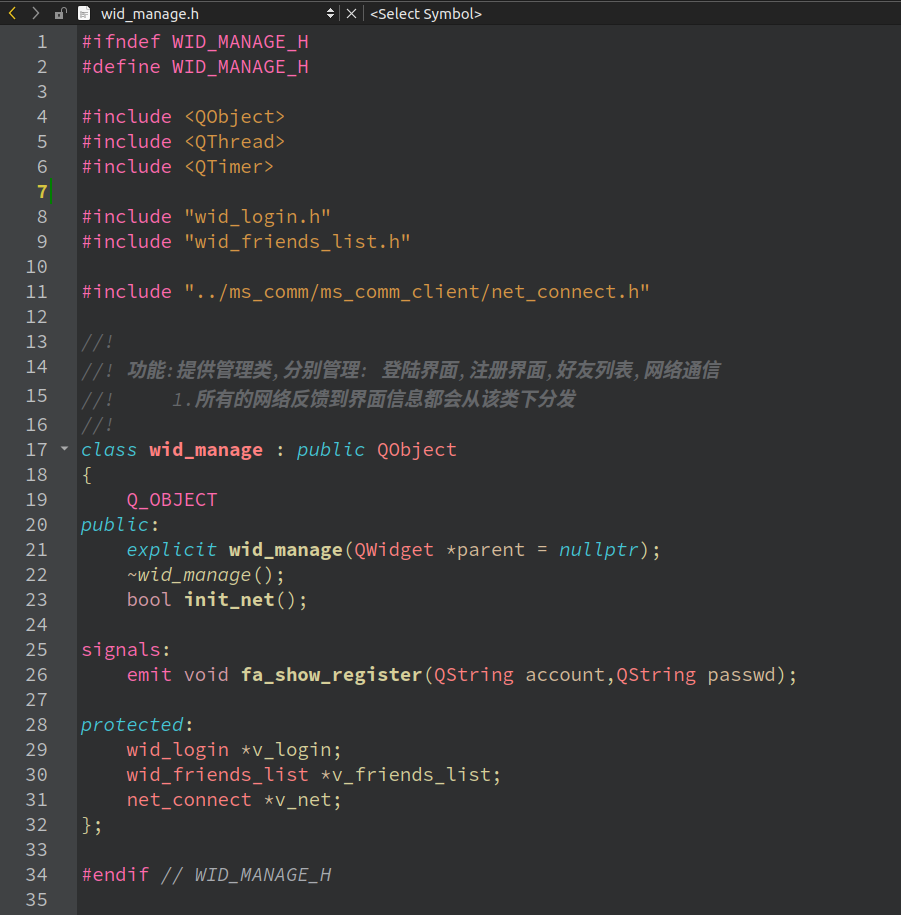 wid_manage.h <Select Symbol>
1 #ifndef WID_MANAGE_H
2 #define WID_MANAGE_H
3
4 #include <QObject>
5 #include <QThread>
6 #include <QTimer>
7
8 #include "wid_login.h"
9 #include "wid_friends_list.h"
10
11 #include "../ms_comm/ms_comm_client/net_connect.h"
12
13 //!
14 //! 功能:提供管理类,分别管理: 登陆界面,注册界面,好友列表,网络通信
15 //!     1.所有的网络反馈到界面信息都会从该类下分发
16 //!
17 class wid_manage : public QObject
18 {
19     Q_OBJECT
20 public:
21     explicit wid_manage(QWidget *parent = nullptr);
22     ~wid_manage();
23     bool init_net();
24
25 signals:
26     emit void fa_show_register(QString account,QString passwd);
27
28 protected:
29     wid_login *v_login;
30     wid_friends_list *v_friends_list;
31     net_connect *v_net;
32 };
33
34 #endif // WID_MANAGE_H
35